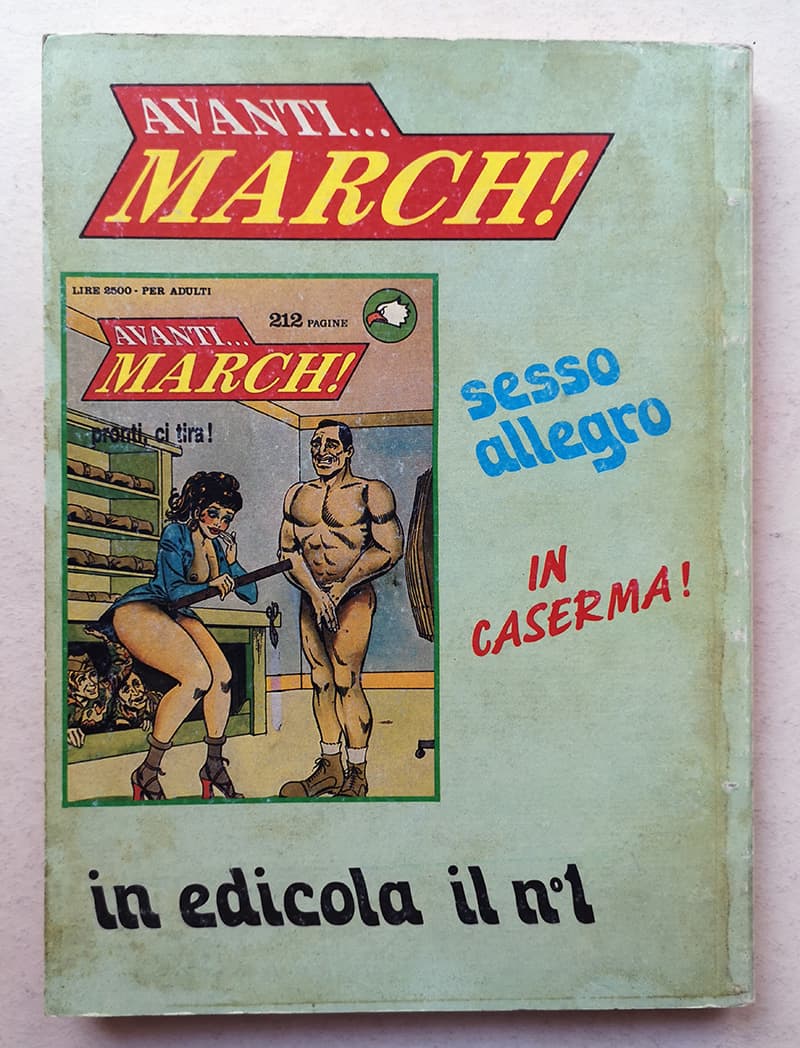 AVANTI...
MARCH!
LIRE 2500 - PER ADULTI
212 PAGINE
AVANTI...
MARCH!
pronti, ci tira!
sesso
allegro
IN
CASERMA!
in edicola il n°1